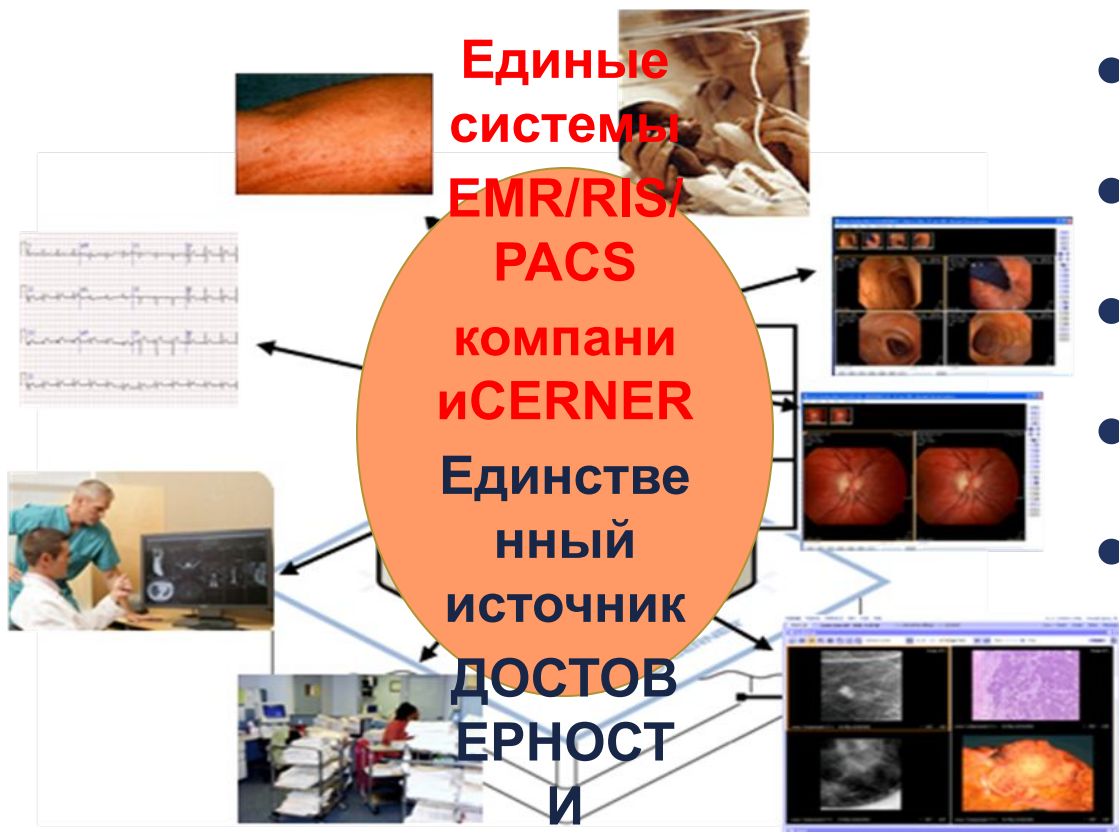 Единые
системы
EMR/RIS/
PACS
компани
иCERNER
Единстве
нный
источник
ДОСТОВ
ЕРНОСТ
И